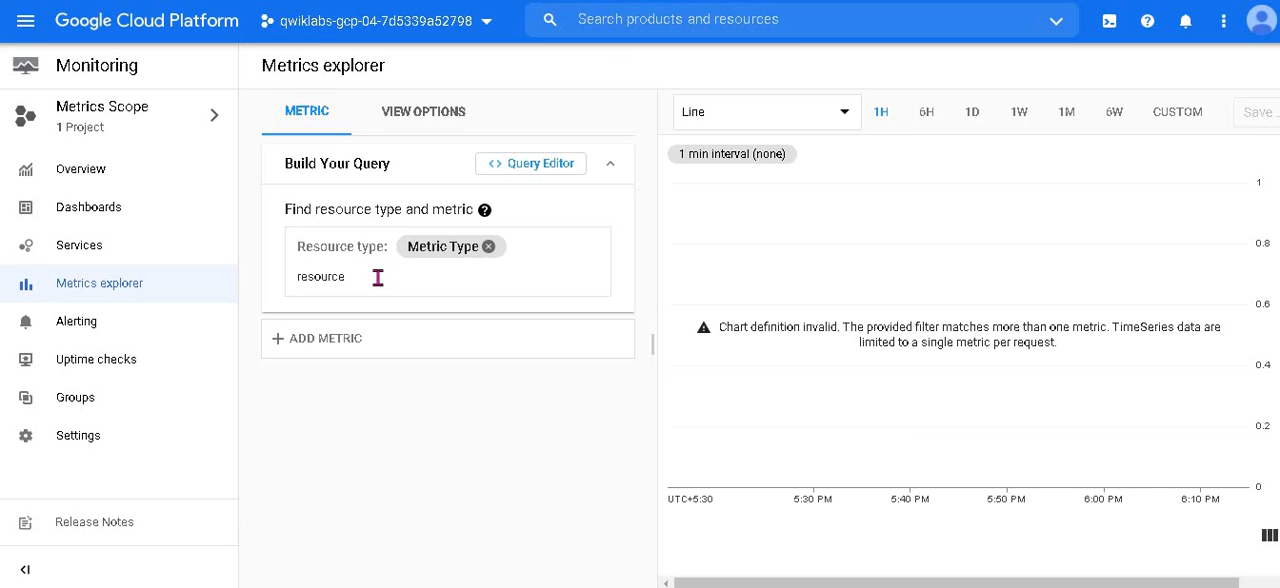 Google Cloud Platform
qwiklabs-gcp-04-7d5339a52798
Search products and resources
Monitoring
Metrics explorer
Metrics Scope
1 Project
Overview
Dashboards
Services
Metrics explorer
Alerting
Uptime checks
Groups
Settings
Release Notes
METRIC VIEW OPTIONS
Build Your Query
<> Query Editor
Find resource type and metric
Resource type: Metric Type
resource
+ ADD METRIC
Line
1H 6H 1D 1W 1M 6W CUSTOM
Save ...
1 min interval (none)
1
0.8
0.6
Chart definition invalid. The provided filter matches more than one metric. TimeSeries data are
limited to a single metric per request.
0.4
0.2
0
UTC+5:30 5:30 PM 5:40 PM 5:50 PM 6:00 PM 6:10 PM